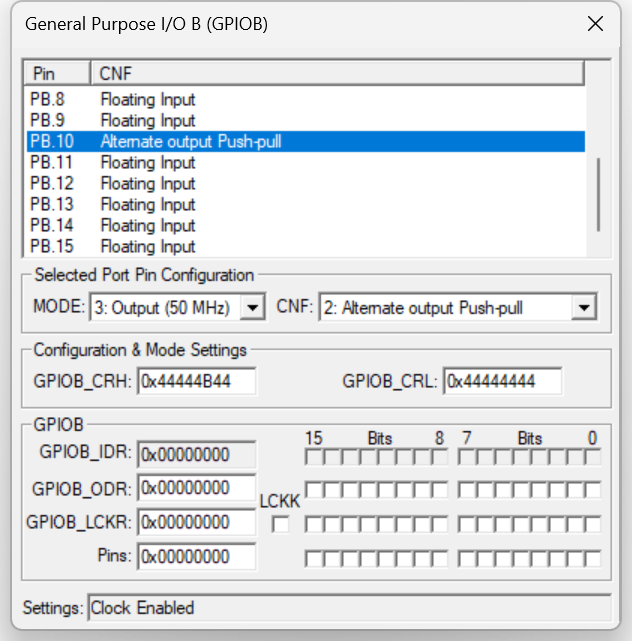 General Purpose I/O B (GPIOB)
Pin CNF
PB.8 Floating Input
PB.9 Floating Input
PB.10 Alternate output Push-pull
PB.11 Floating Input
PB.12 Floating Input
PB.13 Floating Input
PB.14 Floating Input
PB.15 Floating Input
Selected Port Pin Configuration
MODE: 3: Output (50 MHz) CNF: 2: Alternate output Push-pull
Configuration & Mode Settings
GPIOB_CRH: 0x44444B44 GPIOB_CRL: 0x44444444
GPIOB
15 Bits 8 7 Bits 0
GPIOB_IDR: 0x00000000
GPIOB_ODR: 0x00000000
LCKK
GPIOB_LCKR: 0x00000000
Pins: 0x00000000
Settings: Clock Enabled